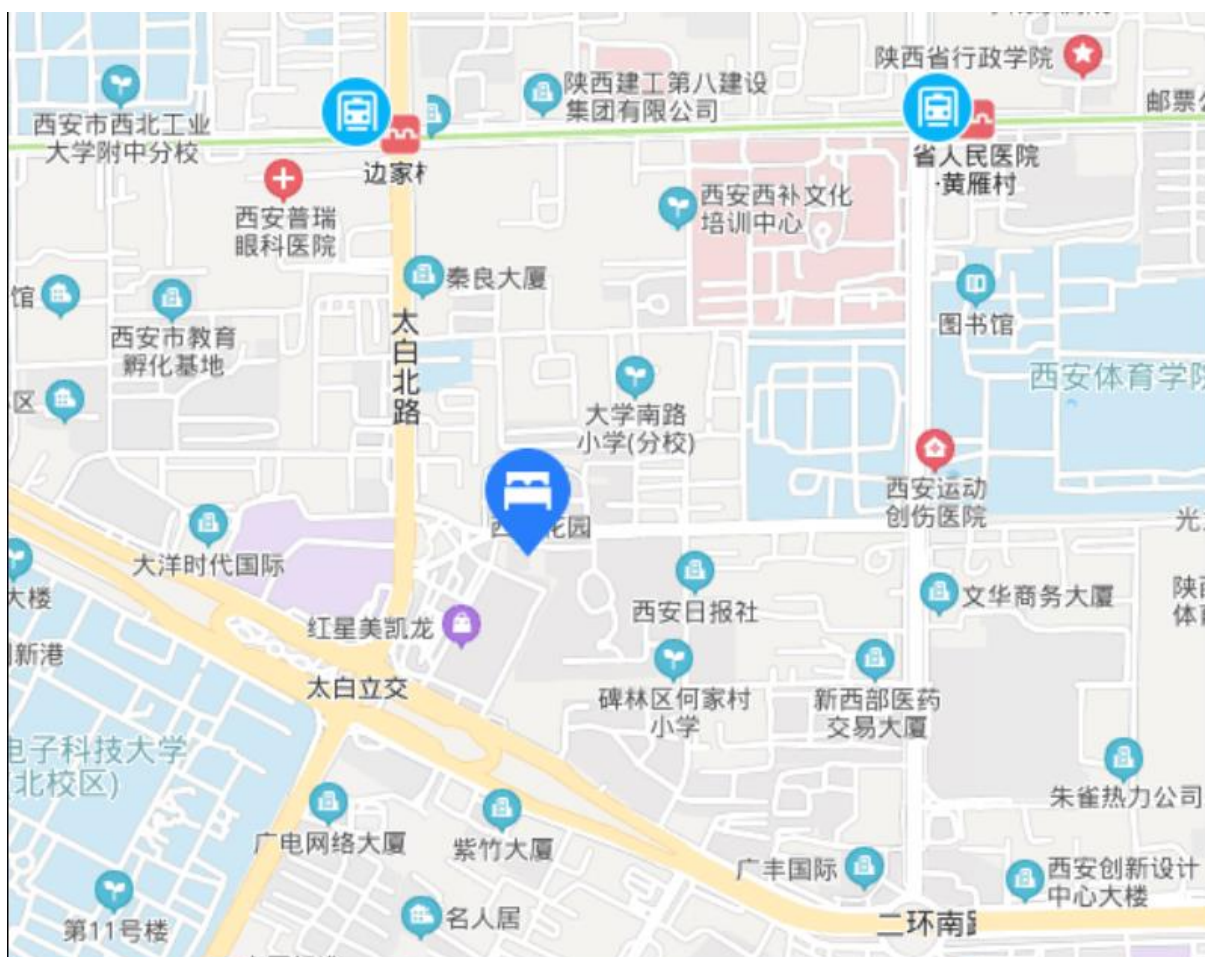 陕西省行政学院
陕西建工第八建设
集团有限公司
邮票
西安市西北工业
大学附中分校
边家村
省人民医院
·黄雁村
西安普瑞
眼科医院
西安西补文化
培训中心
秦良大厦
馆
图书馆
西安市教育
孵化基地
太白北路
西安体育学院
大学南路
小学(分校)
区
西安运动
创伤医院
花园
光
大洋时代国际
大楼
西安日报社
文华商务大厦
陕西
体育
红星美凯龙
新港
太白立交
碑林区何家村
小学
新西部医药
交易大厦
电子科技大学
(北校区)
朱雀热力公司
广电网络大厦
紫竹大厦
广丰国际
西安创新设计
中心大楼
第11号楼
名人居
二环南路